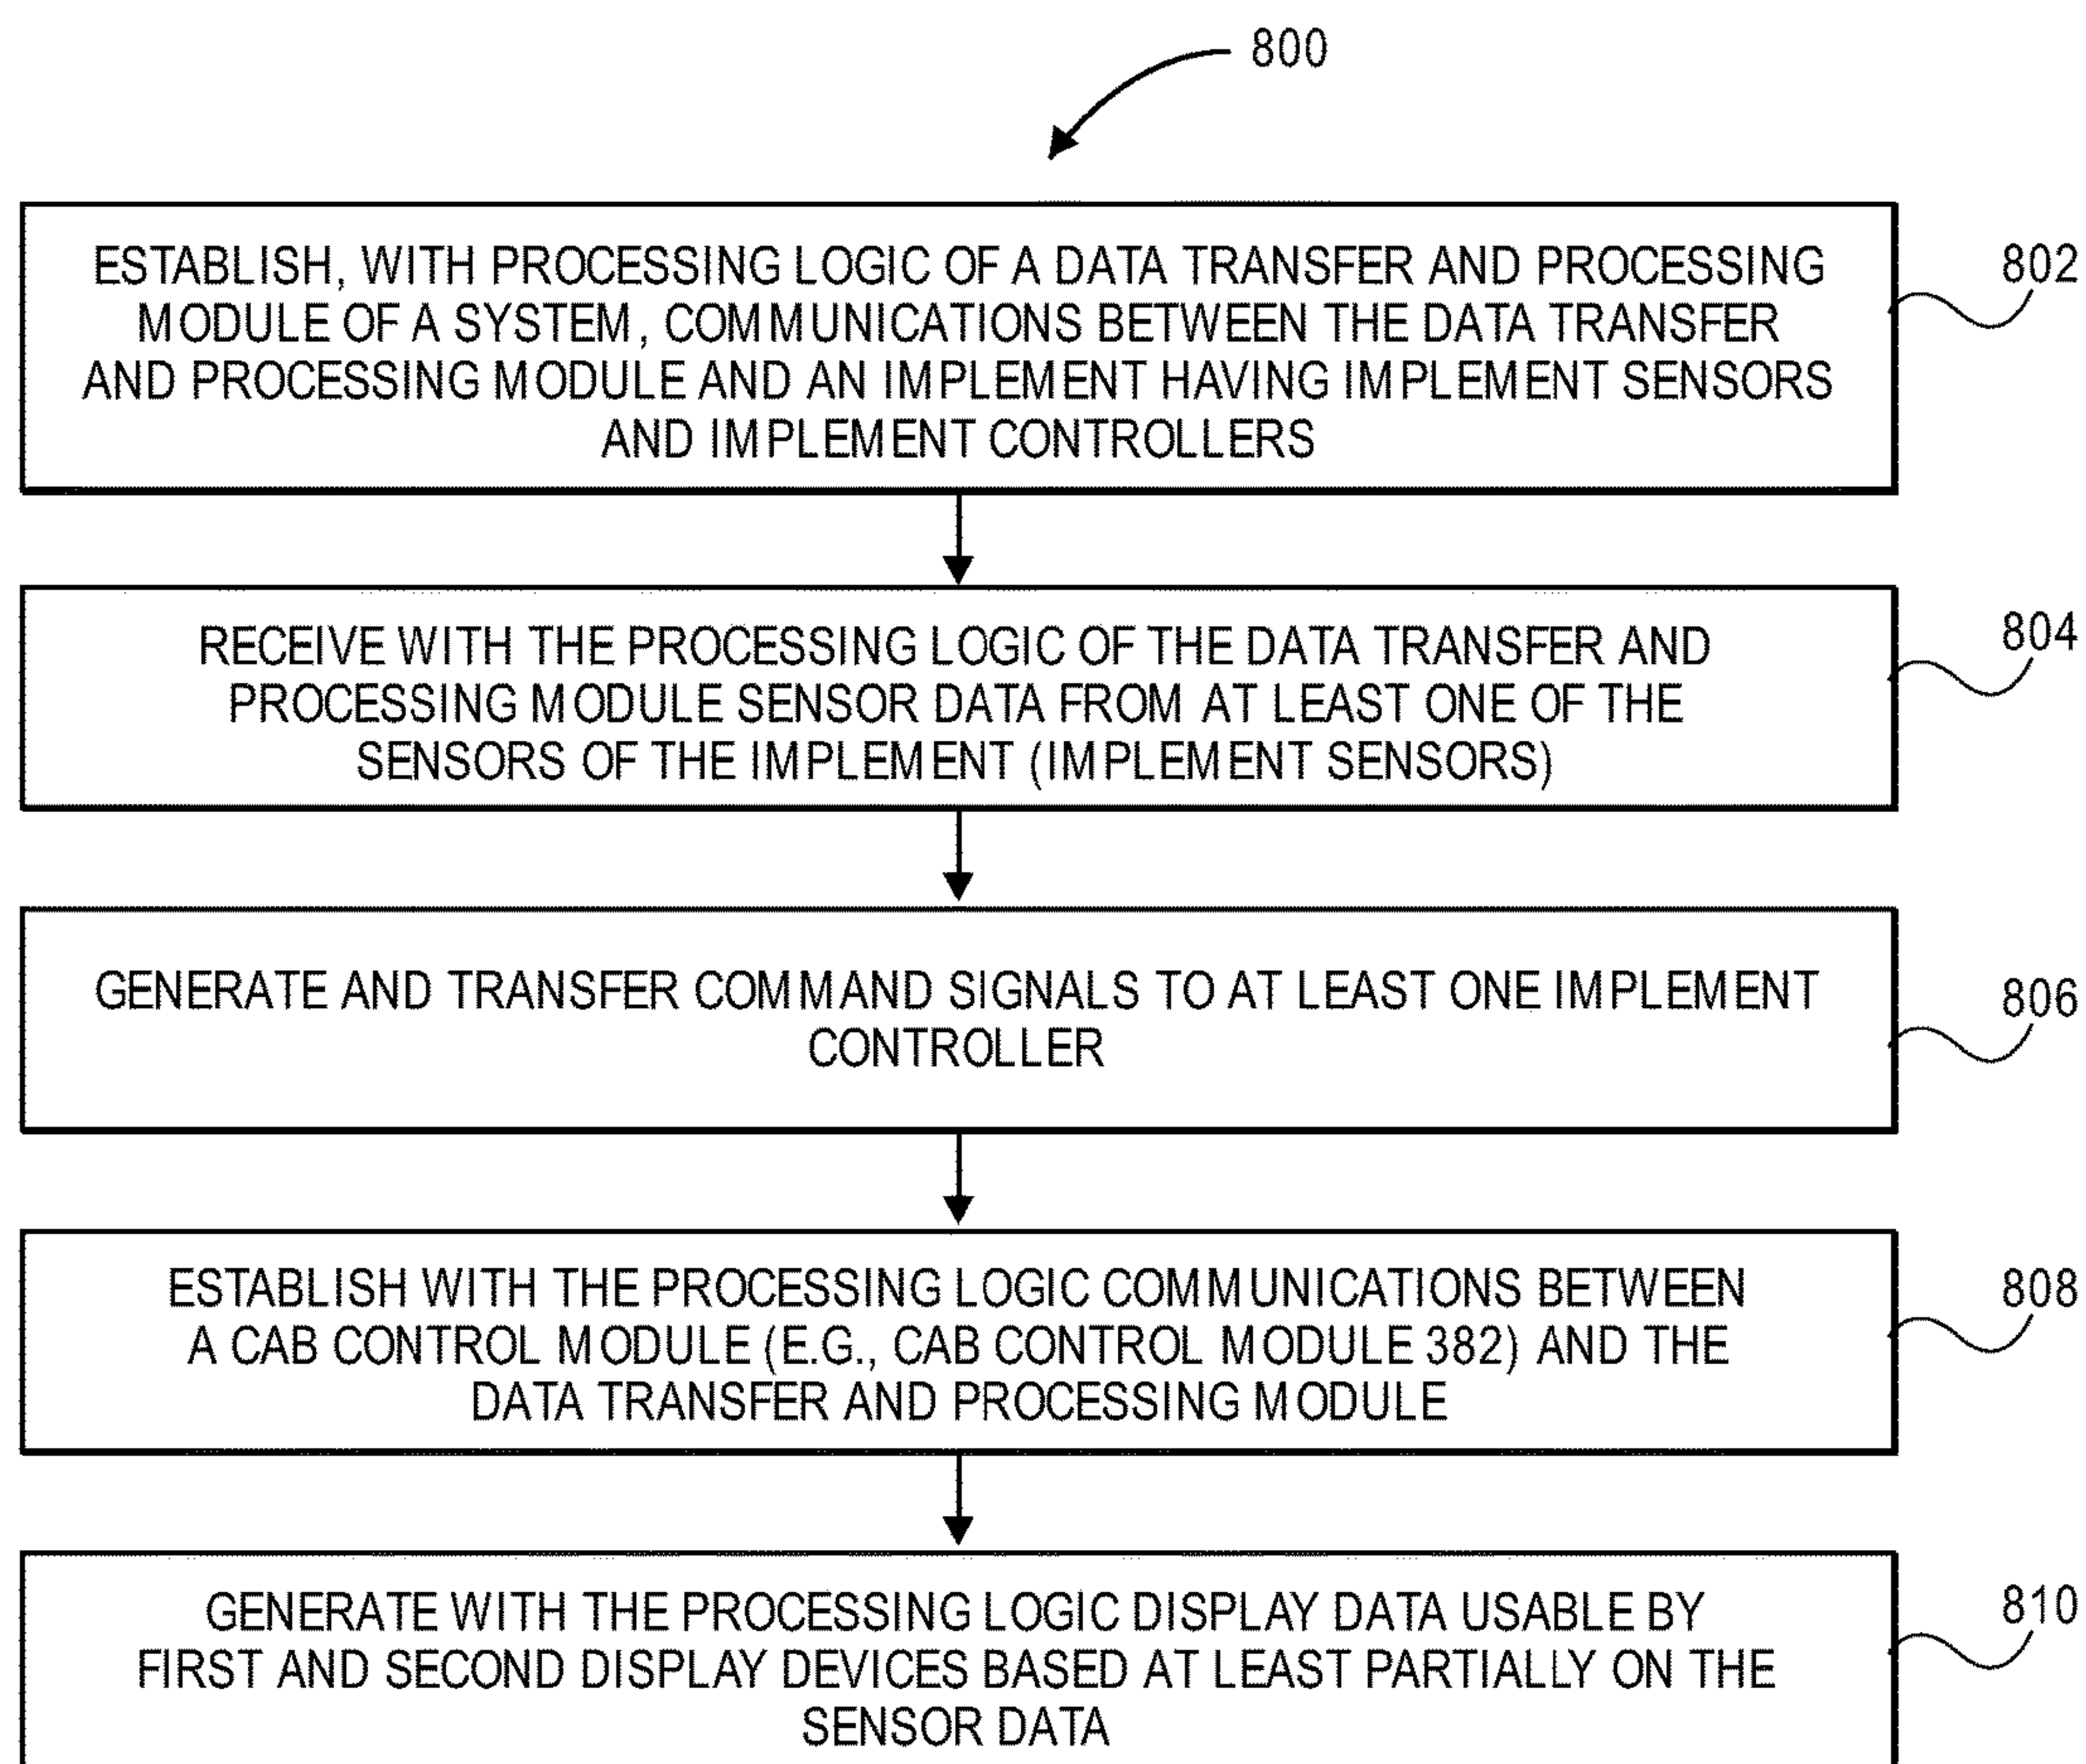 800
ESTABLISH, WITH PROCESSING LOGIC OF A DATA TRANSFER AND PROCESSING
MODULE OF A SYSTEM, COMMUNICATIONS BETWEEN THE DATA TRANSFER
AND PROCESSING MODULE AND AN IMPLEMENT HAVING IMPLEMENT SENSORS
AND IMPLEMENT CONTROLLERS
802
RECEIVE WITH THE PROCESSING LOGIC OF THE DATA TRANSFER AND
PROCESSING MODULE SENSOR DATA FROM AT LEAST ONE OF THE
SENSORS OF THE IMPLEMENT (IMPLEMENT SENSORS)
804
GENERATE AND TRANSFER COMMAND SIGNALS TO AT LEAST ONE IMPLEMENT
CONTROLLER
806
ESTABLISH WITH THE PROCESSING LOGIC COMMUNICATIONS BETWEEN
A CAB CONTROL MODULE (E.G., CAB CONTROL MODULE 382) AND THE
DATA TRANSFER AND PROCESSING MODULE
808
GENERATE WITH THE PROCESSING LOGIC DISPLAY DATA USABLE BY
FIRST AND SECOND DISPLAY DEVICES BASED AT LEAST PARTIALLY ON THE
SENSOR DATA
810